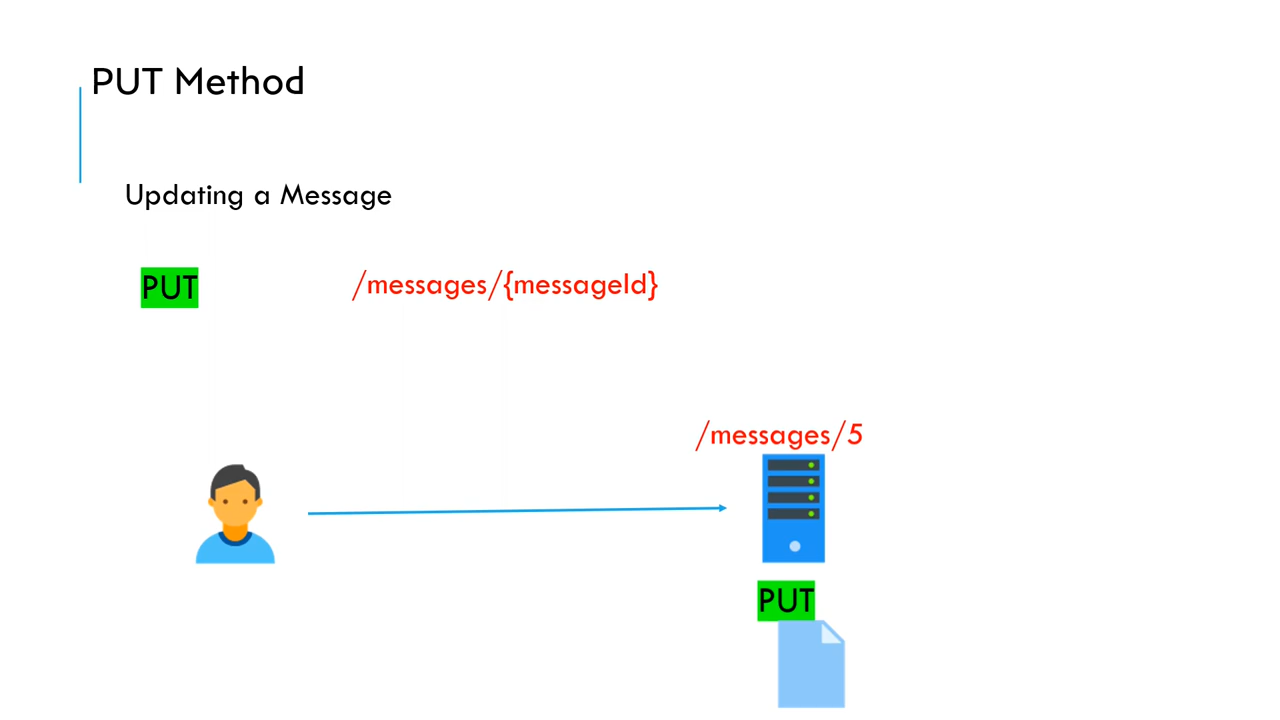 PUT Method
Updating a Message
PUT /messages/{messageId}
/messages/5
PUT